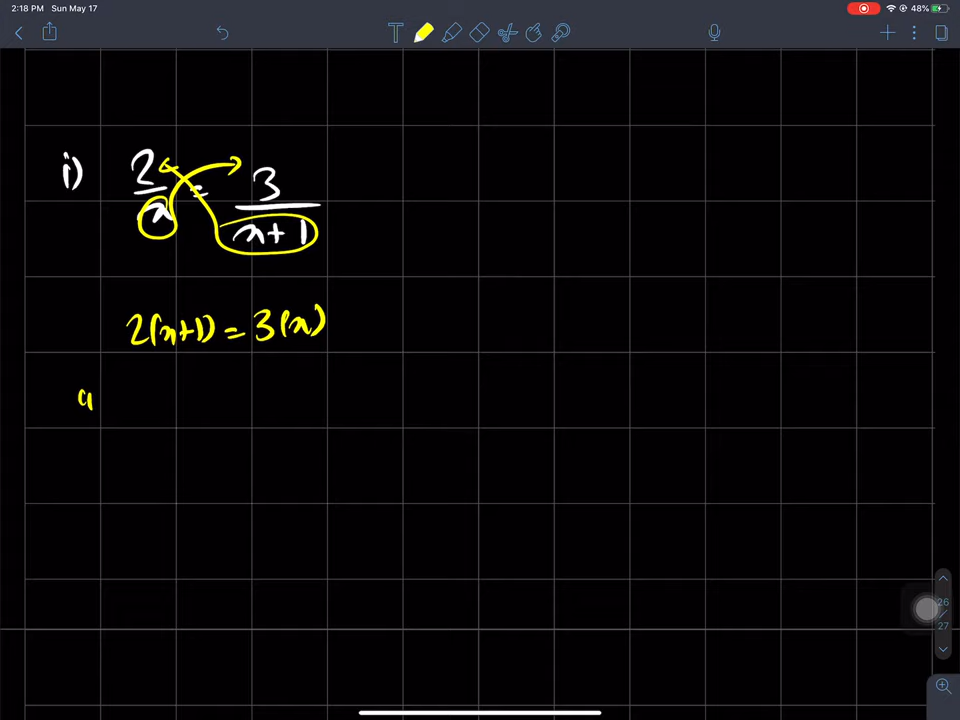 2:18 PM Sun May 17
48%
i) 2/x = 3/(x+1)
2(x+1) = 3(x)
26
/
27